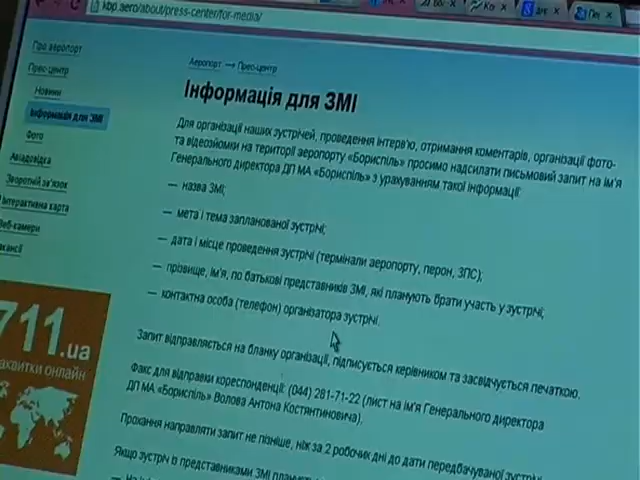 kbp.aero/about/press-center/for-media/
Про аеропорт
Прес-центр
Новини
Інформація для ЗМІ
Фото
Авіадовідка
Зворотній зв'язок
Інтерактивна карта
Веб-камери
Аеропорт → Прес-центр
Інформація для ЗМІ
Для організації наших зустрічей, проведення інтерв'ю, отримання коментарів, організації фото-
та відеозйомки на території аеропорту «Бориспіль» просимо надсилати письмовий запит на ім'я
Генерального директора ДП МА «Бориспіль» з урахуванням такої інформації:
— назва ЗМІ;
— мета і тема запланованої зустрічі;
— дата і місце проведення зустрічі (термінали аеропорту, перон, ЗПС);
— прізвище, ім'я, по батькові представників ЗМІ, які планують брати участь у зустрічі;
— контактна особа (телефон) організатора зустрічі.
Запит відправляється на бланку організації, підписується керівником та засвідчується печаткою.
Факс для відправки кореспонденції: (044) 281-71-22 (лист на ім'я Генерального директора
ДП МА «Бориспіль» Волова Антона Костянтиновича).
Прохання направляти запит не пізніше, ніж за 2 робочих дні до дати передбачуваної зустрічі
Якщо зустріч із представниками ЗМІ
711.ua
онлайн